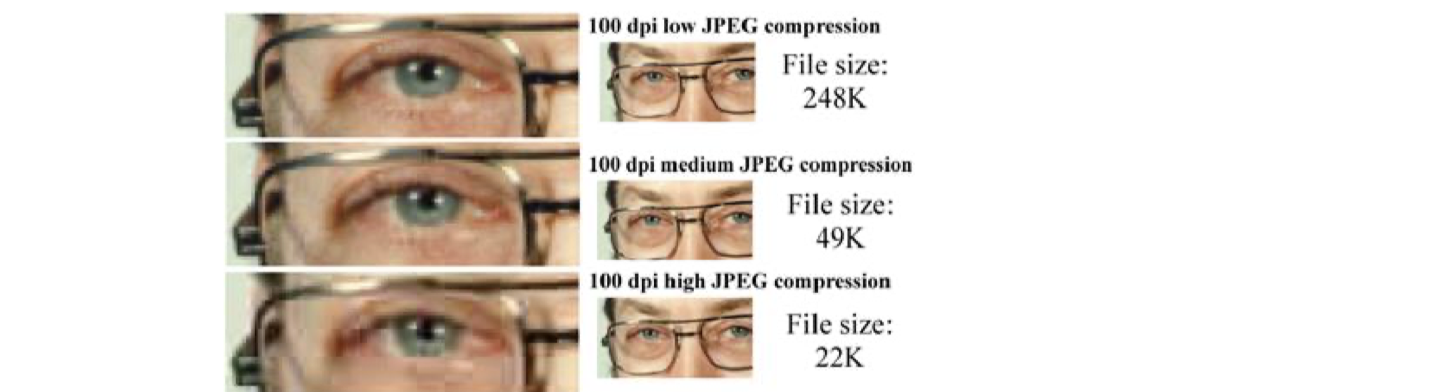 100 dpi low JPEG compression
File size:
248K
100 dpi medium JPEG compression
File size:
49K
100 dpi high JPEG compression
File size:
22K